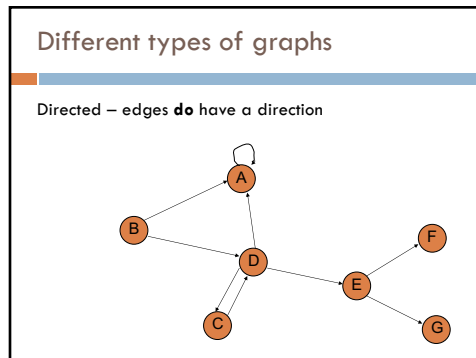 Different types of graphs
Directed – edges do have a direction
A
B
F
D
E
C
G